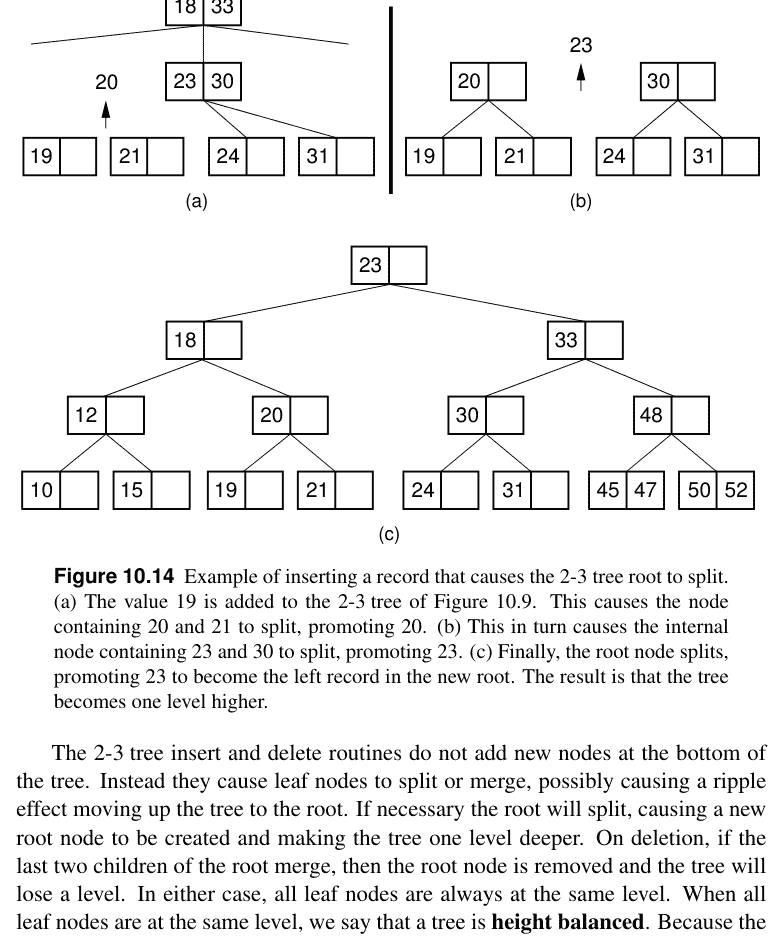 18 33
23
20 23 30 20 30
19 21 24 31 19 21 24 31
(a) (b)
23
18 33
12 20 30 48
10 15 19 21 24 31 45 47 50 52
(c)
Figure 10.14 Example of inserting a record that causes the 2-3 tree root to split.
(a) The value 19 is added to the 2-3 tree of Figure 10.9. This causes the node
containing 20 and 21 to split, promoting 20. (b) This in turn causes the internal
node containing 23 and 30 to split, promoting 23. (c) Finally, the root node splits,
promoting 23 to become the left record in the new root. The result is that the tree
becomes one level higher.
The 2-3 tree insert and delete routines do not add new nodes at the bottom of
the tree. Instead they cause leaf nodes to split or merge, possibly causing a ripple
effect moving up the tree to the root. If necessary the root will split, causing a new
root node to be created and making the tree one level deeper. On deletion, if the
last two children of the root merge, then the root node is removed and the tree will
lose a level. In either case, all leaf nodes are always at the same level. When all
leaf nodes are at the same level, we say that a tree is height balanced. Because the